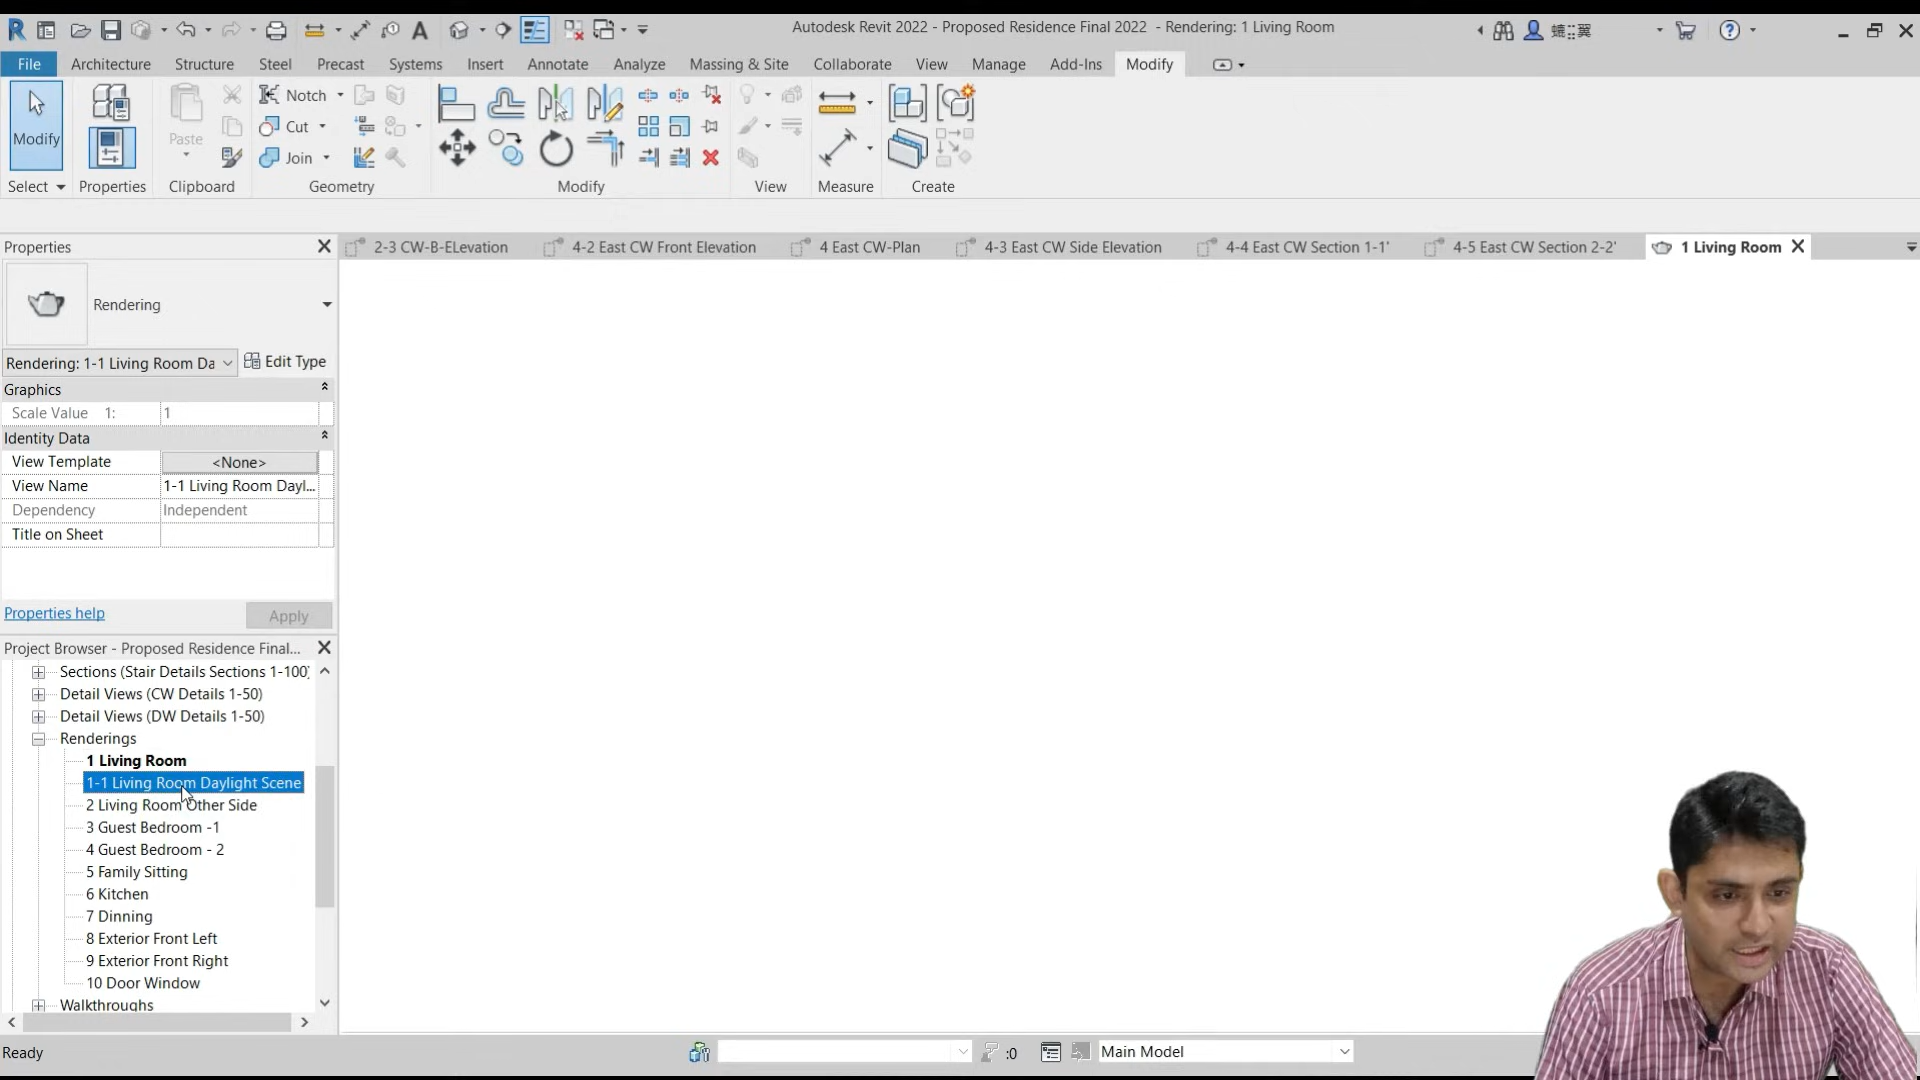 Autodesk Revit 2022 - Proposed Residence Final 2022 - Rendering: 1 Living Room
File Architecture Structure Steel Precast Systems Insert Annotate Analyze Massing & Site Collaborate View Manage Add-Ins Modify
Modify
Paste
Notch
Cut
Join
Select Properties Clipboard Geometry Modify View Measure Create
Properties
2-3 CW-B-ELevation 4-2 East CW Front Elevation 4 East CW-Plan 4-3 East CW Side Elevation 4-4 East CW Section 1-1' 4-5 East CW Section 2-2' 1 Living Room
Rendering
Rendering: 1-1 Living Room Da Edit Type
Graphics
Scale Value 1: 1
Identity Data
View Template <None>
View Name 1-1 Living Room Dayl...
Dependency Independent
Title on Sheet
Properties help Apply
Project Browser - Proposed Residence Final...
Sections (Stair Details Sections 1-100)
Detail Views (CW Details 1-50)
Detail Views (DW Details 1-50)
Renderings
1 Living Room
1-1 Living Room Daylight Scene
2 Living Room Other Side
3 Guest Bedroom -1
4 Guest Bedroom - 2
5 Family Sitting
6 Kitchen
7 Dinning
8 Exterior Front Left
9 Exterior Front Right
10 Door Window
Walkthroughs
Ready :0 Main Model